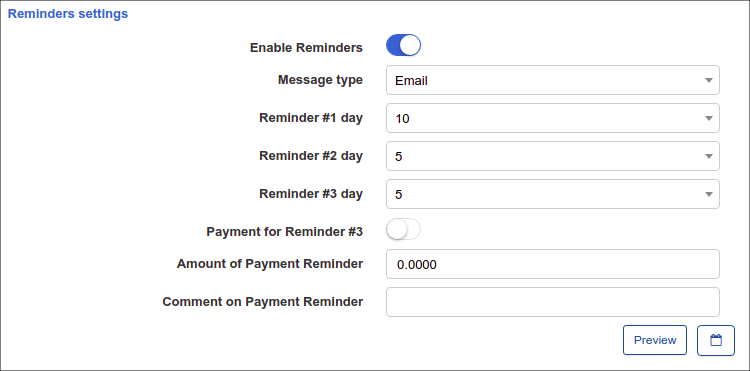 Reminders settings
Enable Reminders
Message type Email
Reminder #1 day 10
Reminder #2 day 5
Reminder #3 day 5
Payment for Reminder #3
Amount of Payment Reminder 0.0000
Comment on Payment Reminder
Preview